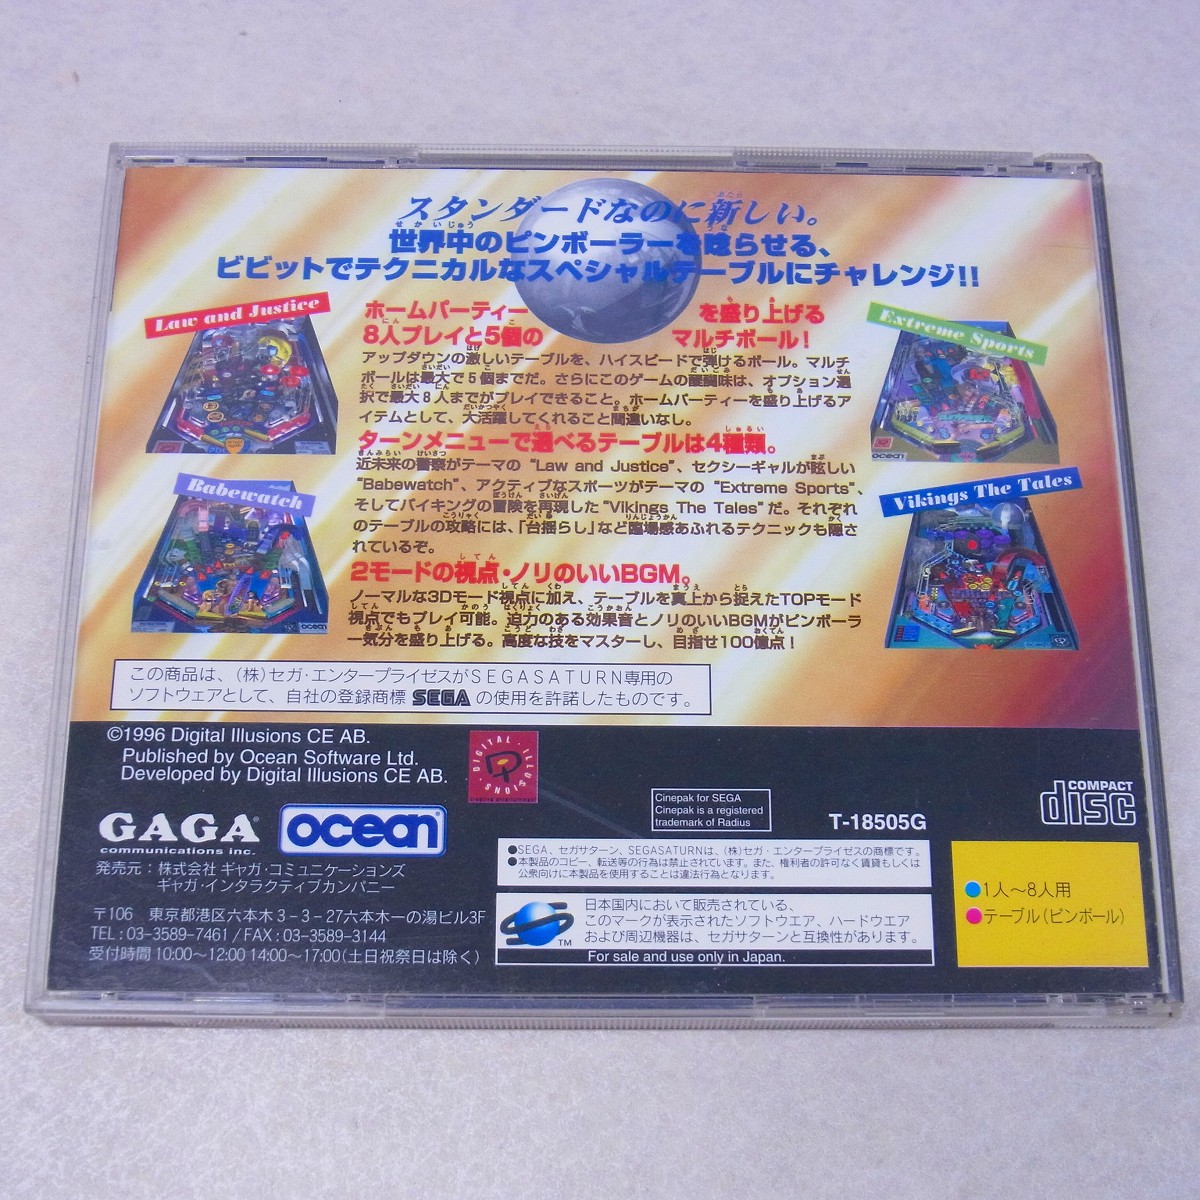 スタンダードなのに新しい。
世界中のピンボーラーを唸らせる、
ビビットでテクニカルなスペシャルテーブルにチャレンジ!!
Law and Justice
Extreme Sports
Babewatch
Vikings The Tales
ホームパーティーを盛り上げる
8人プレイと5個のマルチボール!
アップダウンの激しいテーブルを、ハイスピードで弾けるボール。マルチ
ボールは最大で5個までだ。さらにこのゲームの醍醐味は、オプション選
択で最大8人までがプレイできること。ホームパーティーを盛り上げるア
イテムとして、大活躍してくれること間違いなし。
ターンメニューで選べるテーブルは4種類。
近未来の警察がテーマの “Law and Justice”、セクシーギャルが眩しい
“Babewatch”、アクティブなスポーツがテーマの “Extreme Sports”、
そしてバイキングの冒険を再現した “Vikings The Tales” だ。それぞれ
のテーブルの攻略には、「台揺らし」など臨場感あふれるテクニックも隠さ
れているぞ。
2モードの視点・ノリのいいBGM。
ノーマルな3Dモード視点に加え、テーブルを真上から捉えたTOPモード
視点でもプレイ可能。迫力のある効果音とノリのいいBGMがピンボーラ
ー気分を盛り上げる。高度な技をマスターし、目指せ100億点!
この商品は、(株)セガ・エンタープライゼスがSEGASATURN専用の
ソフトウェアとして、自社の登録商標 SEGA の使用を許諾したものです。
©1996 Digital Illusions CE AB.
Published by Ocean Software Ltd.
Developed by Digital Illusions CE AB.
DIGITAL ILLUSIONS
GAGA
communications inc.
ocean
発売元:株式会社 ギャガ・コミュニケーションズ
ギャガ・インタラクティブカンパニー
〒106 東京都港区六本木3-3-27六本木一の湯ビル3F
TEL:03-3589-7461/FAX:03-3589-3144
受付時間 10:00〜12:00 14:00〜17:00(土日祝祭日は除く)
Cinepak for SEGA
Cinepak is a registered
trademark of Radius
T-18505G
COMPACT
disc
●SEGA、セガサターン、SEGASATURNは、(株)セガ・エンタープライゼスの商標です。
●本製品のコピー、転送等の行為は禁止されています。また、権利者の許可なく賃貸もしくは
公衆向けに本製品を使用することは違法行為となります。
TM
日本国内において販売されている、
このマークが表示されたソフトウエア、ハードウエア
および周辺機器は、セガサターンと互換性があります。
For sale and use only in Japan.
●1人〜8人用
●テーブル(ピンボール)